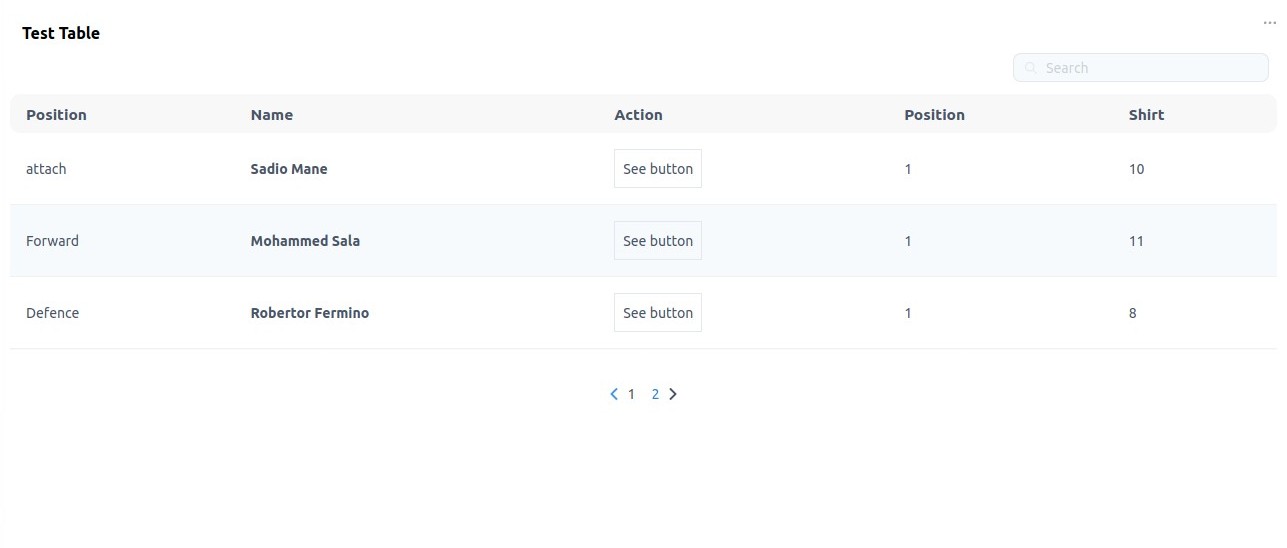 Test Table
Search
Position Name Action Position Shirt
attach Sadio Mane See button 1 10
Forward Mohammed Sala See button 1 11
Defence Robertor Fermino See button 1 8
1 2